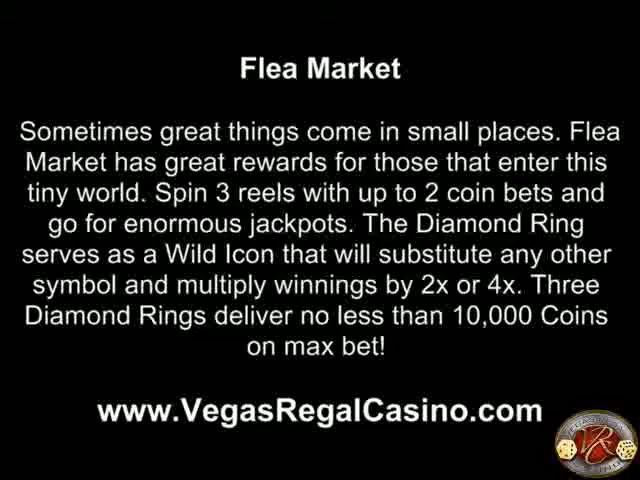 Flea Market
Sometimes great things come in small places. Flea
Market has great rewards for those that enter this
tiny world. Spin 3 reels with up to 2 coin bets and
go for enormous jackpots. The Diamond Ring
serves as a Wild Icon that will substitute any other
symbol and multiply winnings by 2x or 4x. Three
Diamond Rings deliver no less than 10,000 Coins
on max bet!
www.VegasRegalCasino.com